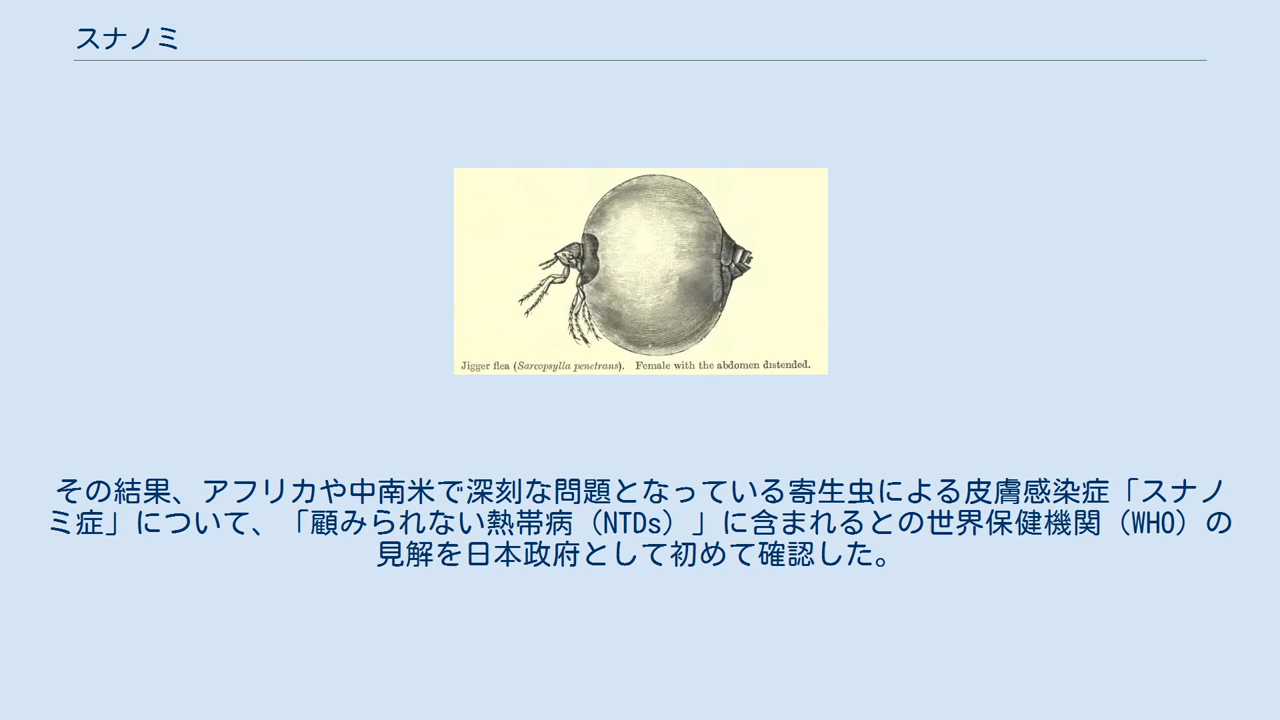 スナノミ
Jigger flea (Sarcopsylla penetrans). Female with the abdomen distended.
その結果、アフリカや中南米で深刻な問題となっている寄生虫による皮膚感染症「スナノ
ミ症」について、「顧みられない熱帯病（NTDs）」に含まれるとの世界保健機関（WHO）の
見解を日本政府として初めて確認した。